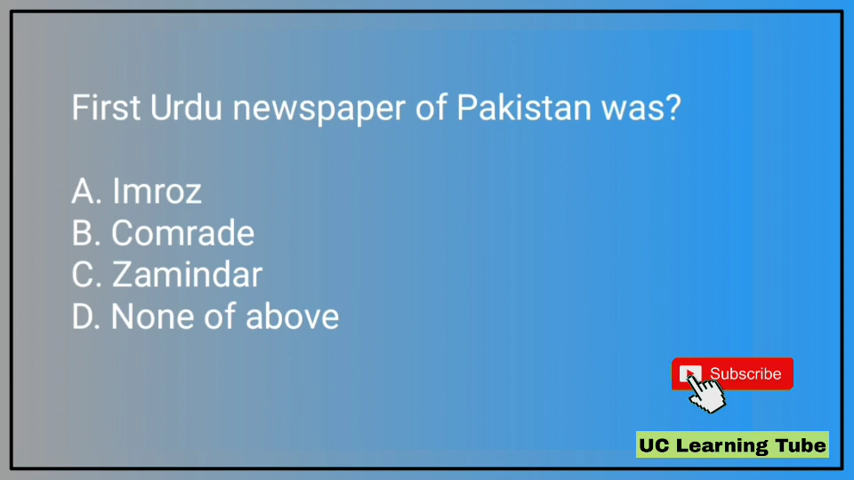 First Urdu newspaper of Pakistan was?
A. Imroz
B. Comrade
C. Zamindar
D. None of above
Subscribe
UC Learning Tube